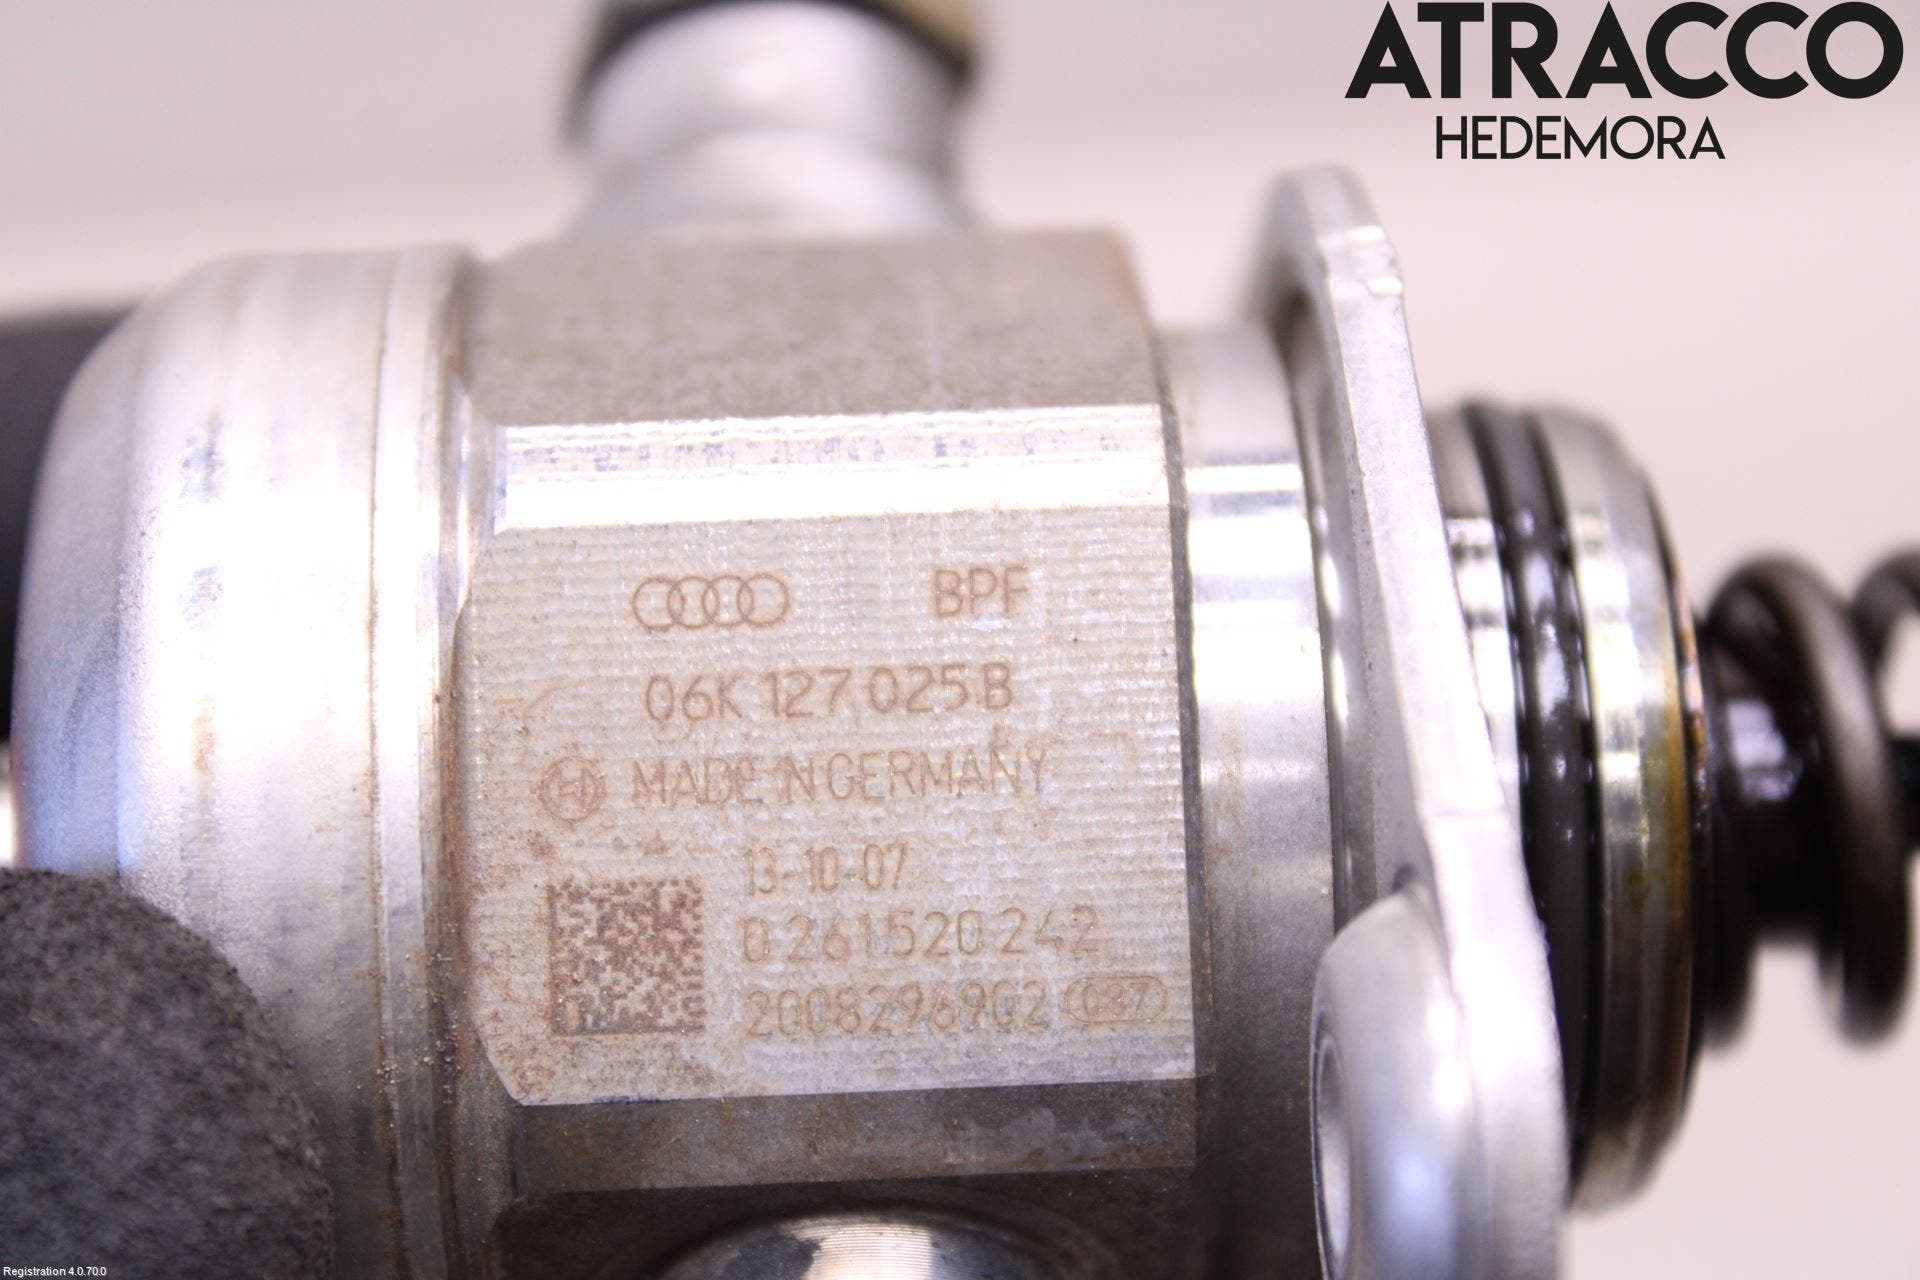 ATRACCO
HEDEMORA
BPF
06K 127 025 B
MADE IN GERMANY
13-10-07
0 261 520 242
2008296902 037
Registration 4.0.70.0